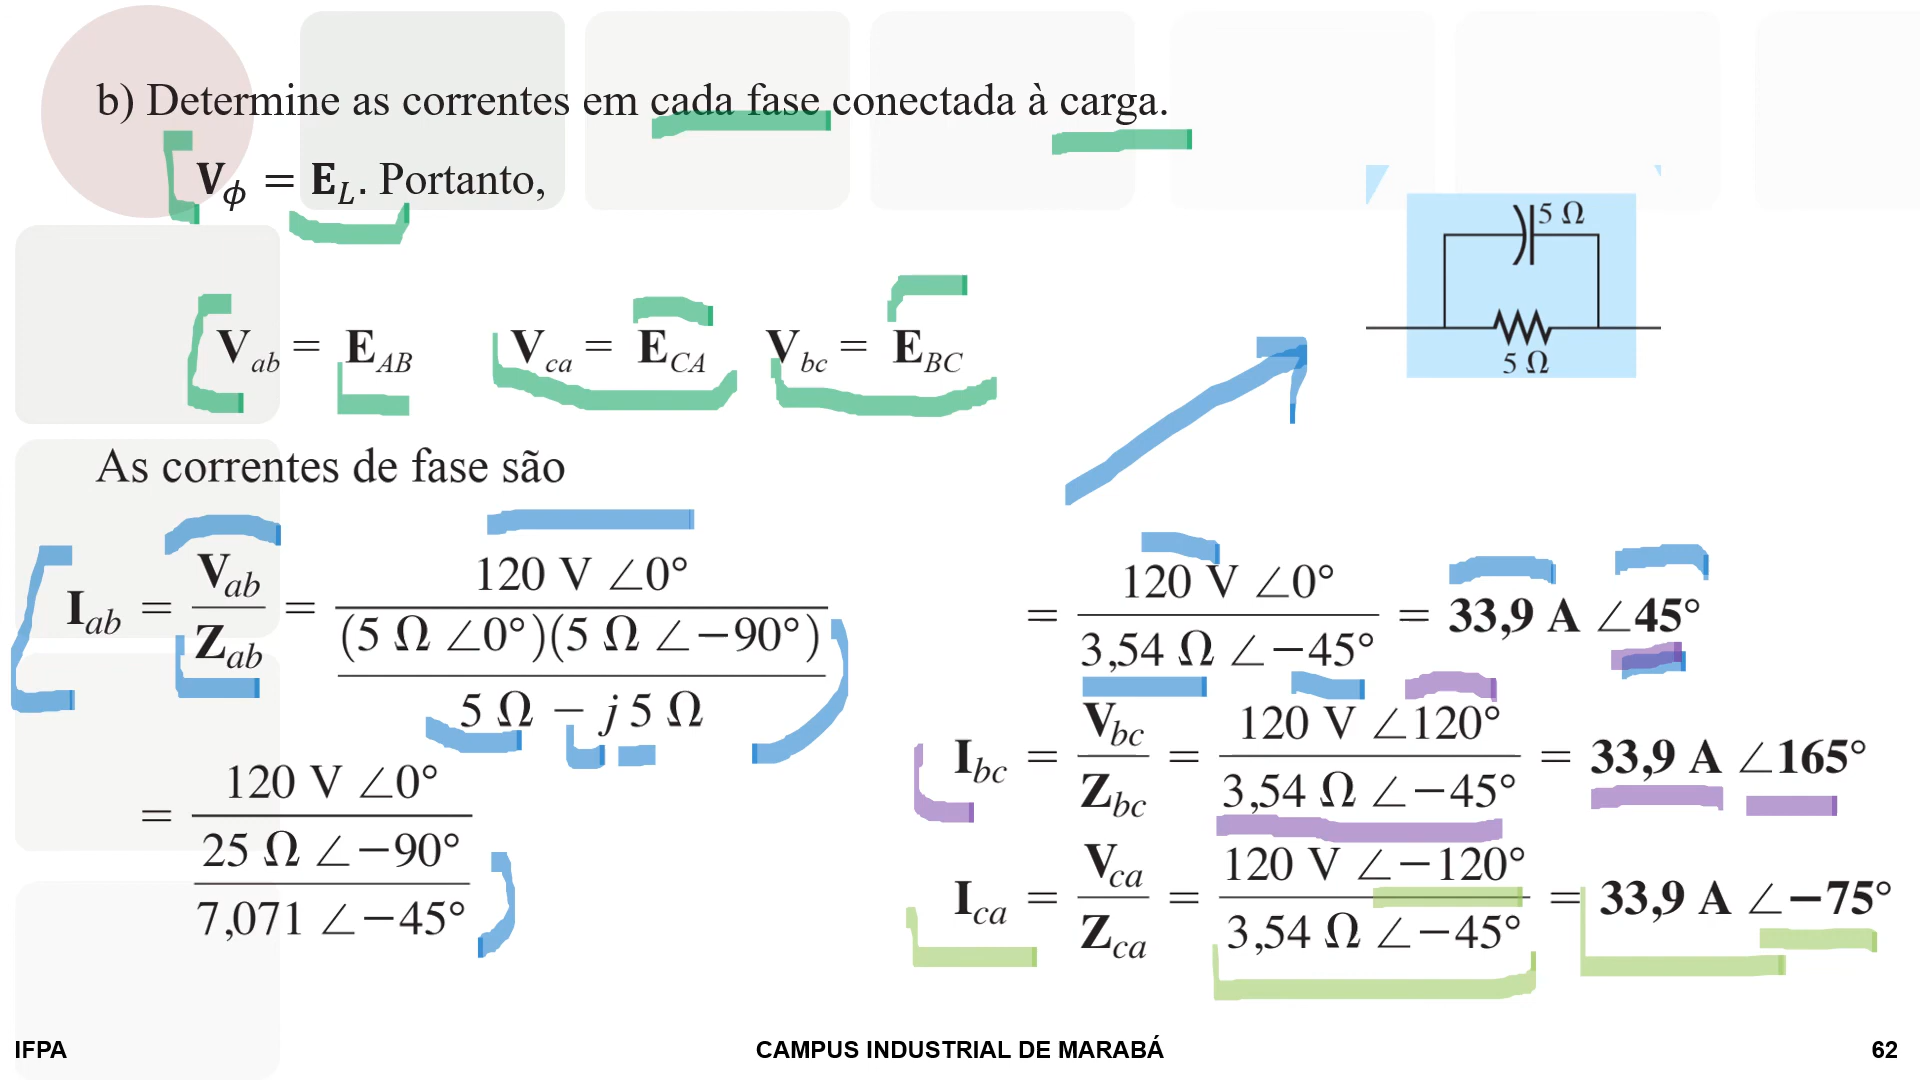 b) Determine as correntes em cada fase conectada à carga.
V_ϕ = E_L. Portanto,
5 Ω
5 Ω
V_ab = E_AB V_ca = E_CA V_bc = E_BC
As correntes de fase são
I_ab = V_ab / Z_ab = 120 V ∠0° / ((5 Ω ∠0°)(5 Ω ∠−90°) / (5 Ω − j 5 Ω))
= 120 V ∠0° / (25 Ω ∠−90° / 7,071 ∠−45°)
= 120 V ∠0° / 3,54 Ω ∠−45° = 33,9 A ∠45°
I_bc = V_bc / Z_bc = 120 V ∠120° / 3,54 Ω ∠−45° = 33,9 A ∠165°
I_ca = V_ca / Z_ca = 120 V ∠−120° / 3,54 Ω ∠−45° = 33,9 A ∠−75°
IFPA
CAMPUS INDUSTRIAL DE MARABÁ
62